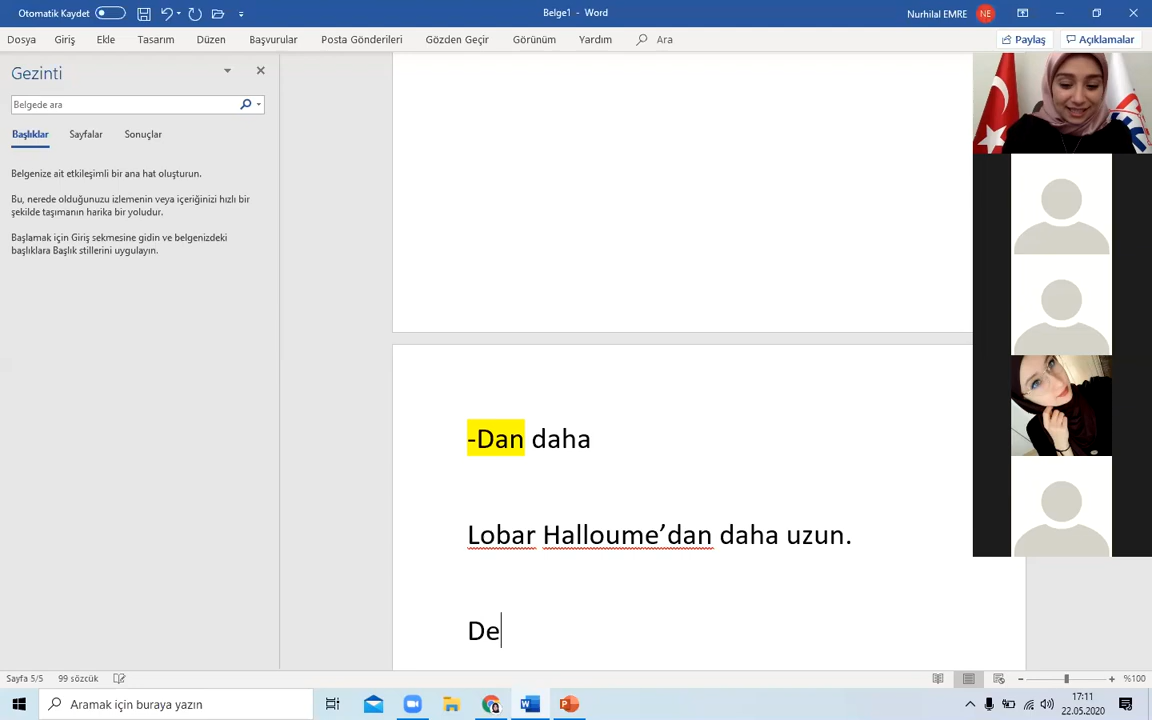 Otomatik Kaydet
Belge1 - Word
Nurhilal EMRE
NE
Dosya Giriş Ekle Tasarım Düzen Başvurular Posta Gönderileri Gözden Geçir Görünüm Yardım Ara
Paylaş
Açıklamalar
Gezinti
Belgede ara
Başlıklar Sayfalar Sonuçlar
Belgenize ait etkileşimli bir ana hat oluşturun.
Bu, nerede olduğunuzu izlemenin veya içeriğinizi hızlı bir
şekilde taşımanın harika bir yoludur.
Başlamak için Giriş sekmesine gidin ve belgenizdeki
başlıklara Başlık stillerini uygulayın.
-Dan daha
Lobar Halloume’dan daha uzun.
De
Sayfa 5/5 99 sözcük
%100
Aramak için buraya yazın
17:11
22.05.2020